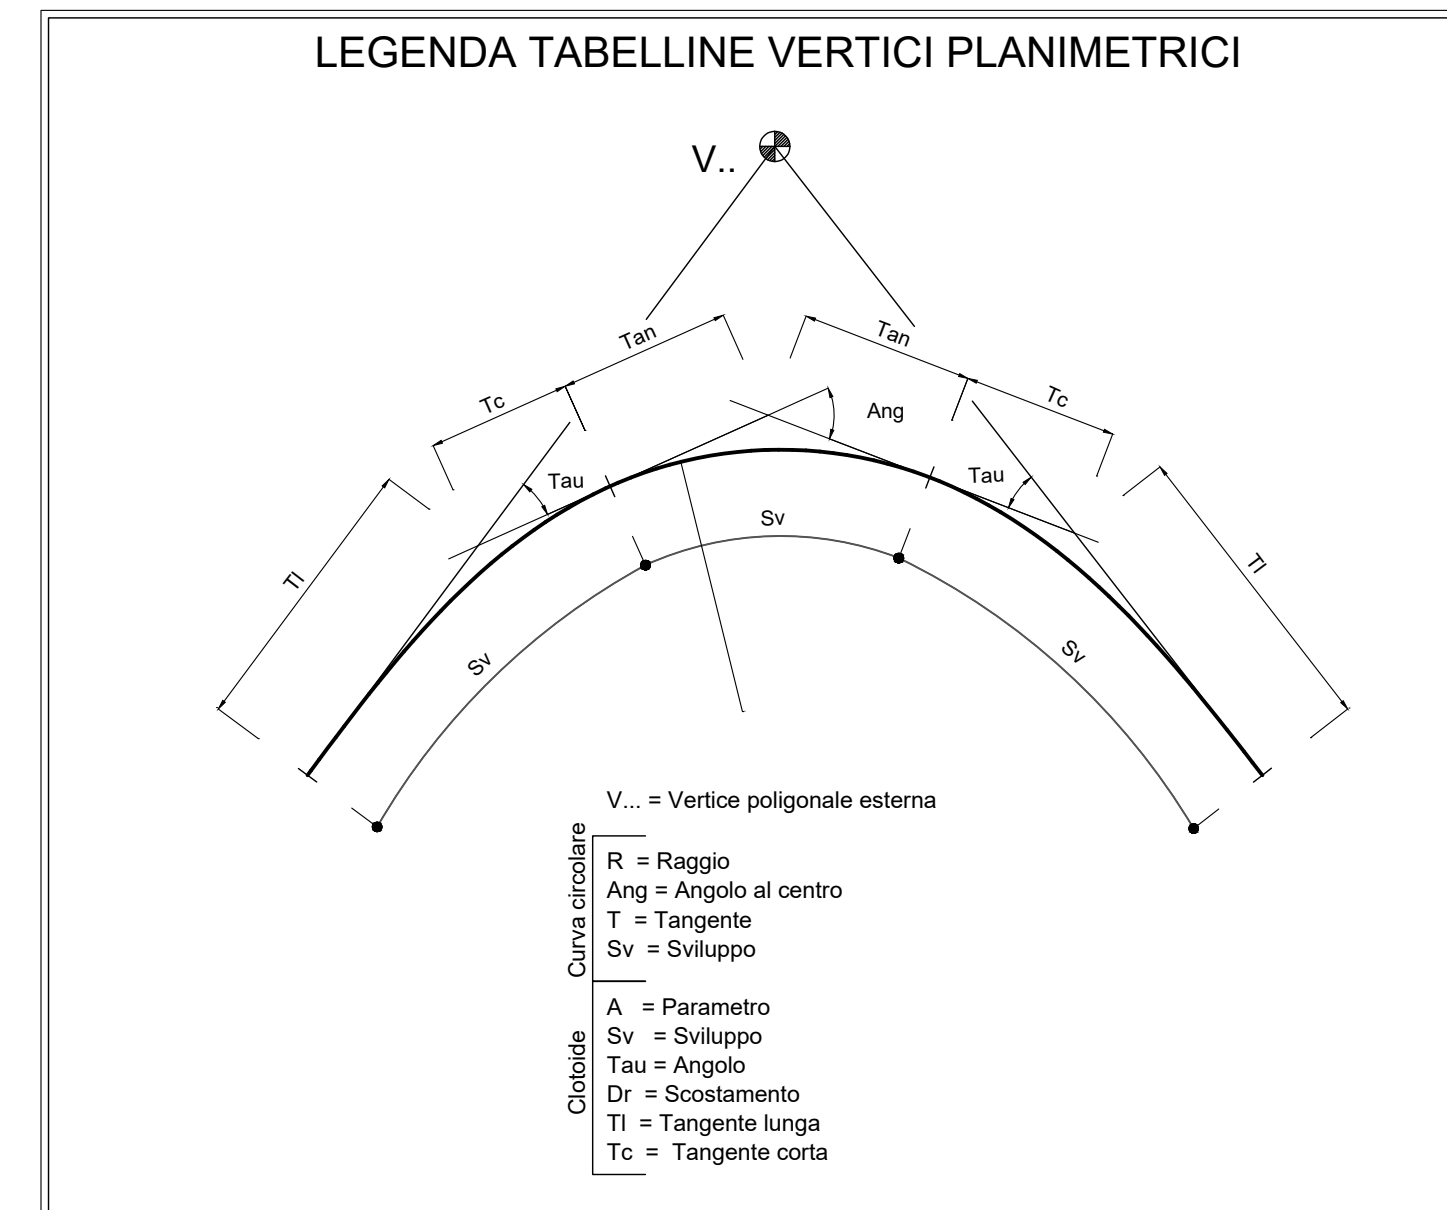 LEGENDA TABELLINE VERTICI PLANIMETRICI
V..
Tan
Tan
Tc
Tc
Ang
Tau
Tau
Sv
Tl
Tl
Sv
Sv
V... = Vertice poligonale esterna
Curva circolare
R = Raggio
Ang = Angolo al centro
T = Tangente
Sv = Sviluppo
Clotoide
A = Parametro
Sv = Sviluppo
Tau = Angolo
Dr = Scostamento
Tl = Tangente lunga
Tc = Tangente corta